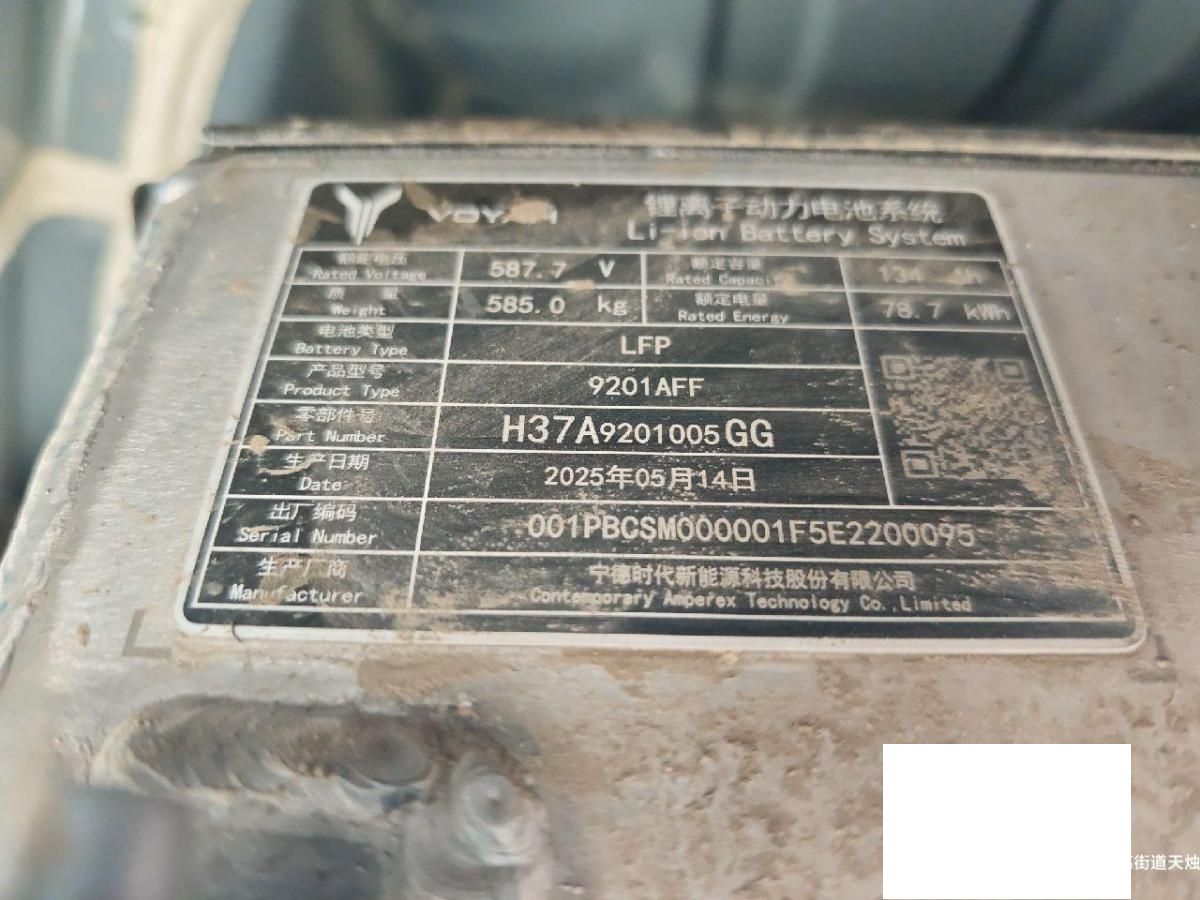 锂离子动力电池系统
Li-ion Battery System
额定电压 587.7 V 额定容量
Rated Voltage Rated Capacity
质 量 585.0 kg 额定电量 78.7 kWh
Weight Rated Energy
电池类型 LFP
Battery Type
产品型号 9201AFF
Product Type
零部件号 H37A9201005GG
Part Number
生产日期 2025年05月14日
Date
出厂编码 001PBCSM000001F5E2200095
Serial Number
生产厂商 宁德时代新能源科技股份有限公司
Manufacturer Contemporary Amperex Technology Co.,Limited
街道天烛